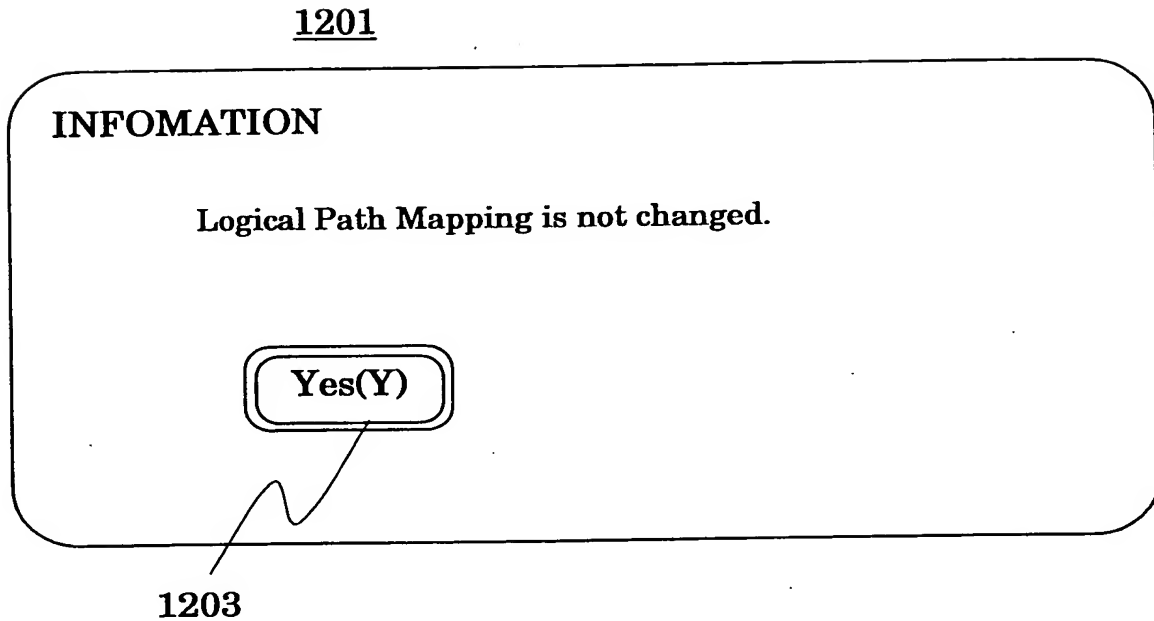 1201
INFOMATION
Logical Path Mapping is not changed.
Yes(Y)
1203